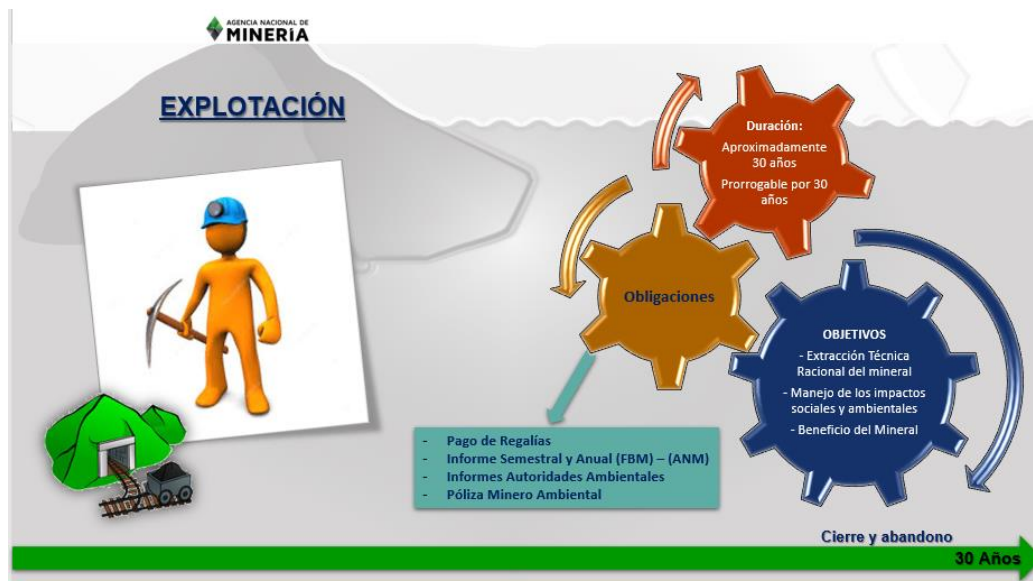 AGENCIA NACIONAL DE
MINERÍA
EXPLOTACIÓN
Duración:
Aproximadamente
30 años
Prorrogable por 30
años
Obligaciones
OBJETIVOS
- Extracción Técnica
Racional del mineral
- Manejo de los impactos
sociales y ambientales
- Beneficio del Mineral
- Pago de Regalías
- Informe Semestral y Anual (FBM) – (ANM)
- Informes Autoridades Ambientales
- Póliza Minero Ambiental
Cierre y abandono
30 Años